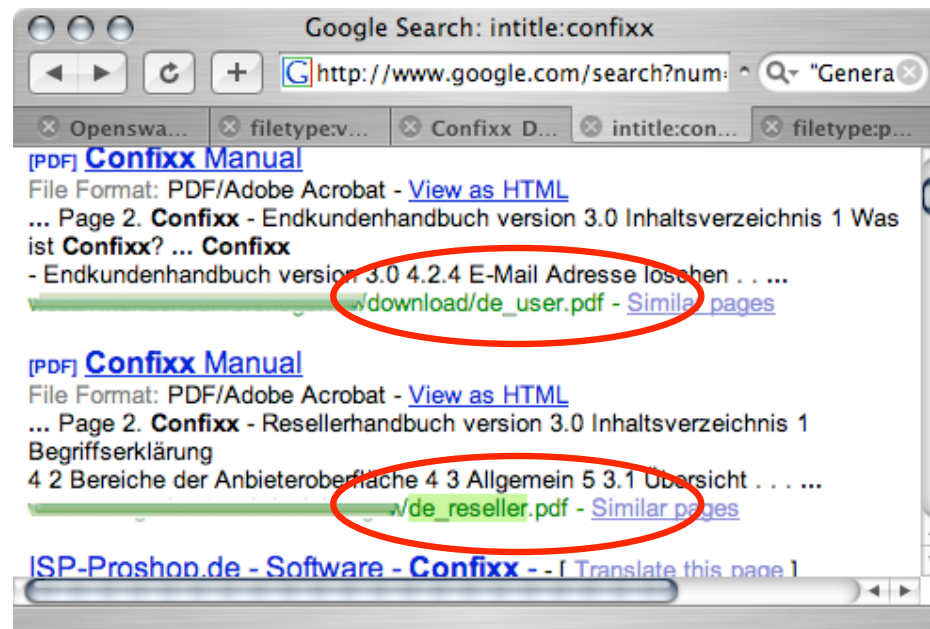 Google Search: intitle:confixx
http://www.google.com/search?num= "Genera
Openswa... filetype:v... Confixx D... intitle:con... filetype:p...
[PDF] Confixx Manual
File Format: PDF/Adobe Acrobat - View as HTML
... Page 2. Confixx - Endkundenhandbuch version 3.0 Inhaltsverzeichnis 1 Was
ist Confixx? ... Confixx
- Endkundenhandbuch version 3.0 4.2.4 E-Mail Adresse löschen . . ...
/download/de_user.pdf - Similar pages
[PDF] Confixx Manual
File Format: PDF/Adobe Acrobat - View as HTML
... Page 2. Confixx - Resellerhandbuch version 3.0 Inhaltsverzeichnis 1
Begriffserklärung
4 2 Bereiche der Anbieteroberfläche 4 3 Allgemein 5 3.1 Übersicht . . . ...
/de_reseller.pdf - Similar pages
ISP-Proshop.de - Software - Confixx - - [ Translate this page ]